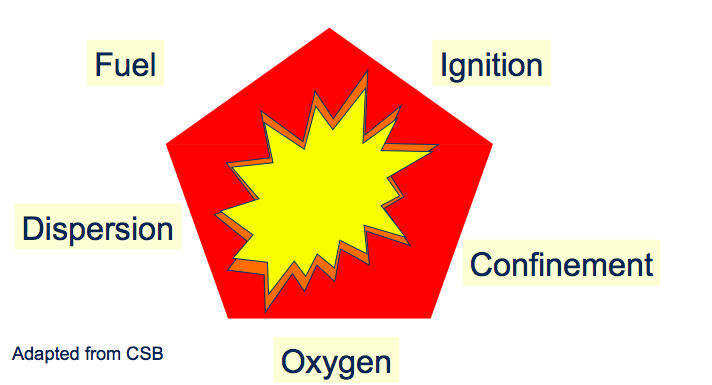 Fuel
Ignition
Dispersion
Confinement
Adapted from CSB
Oxygen